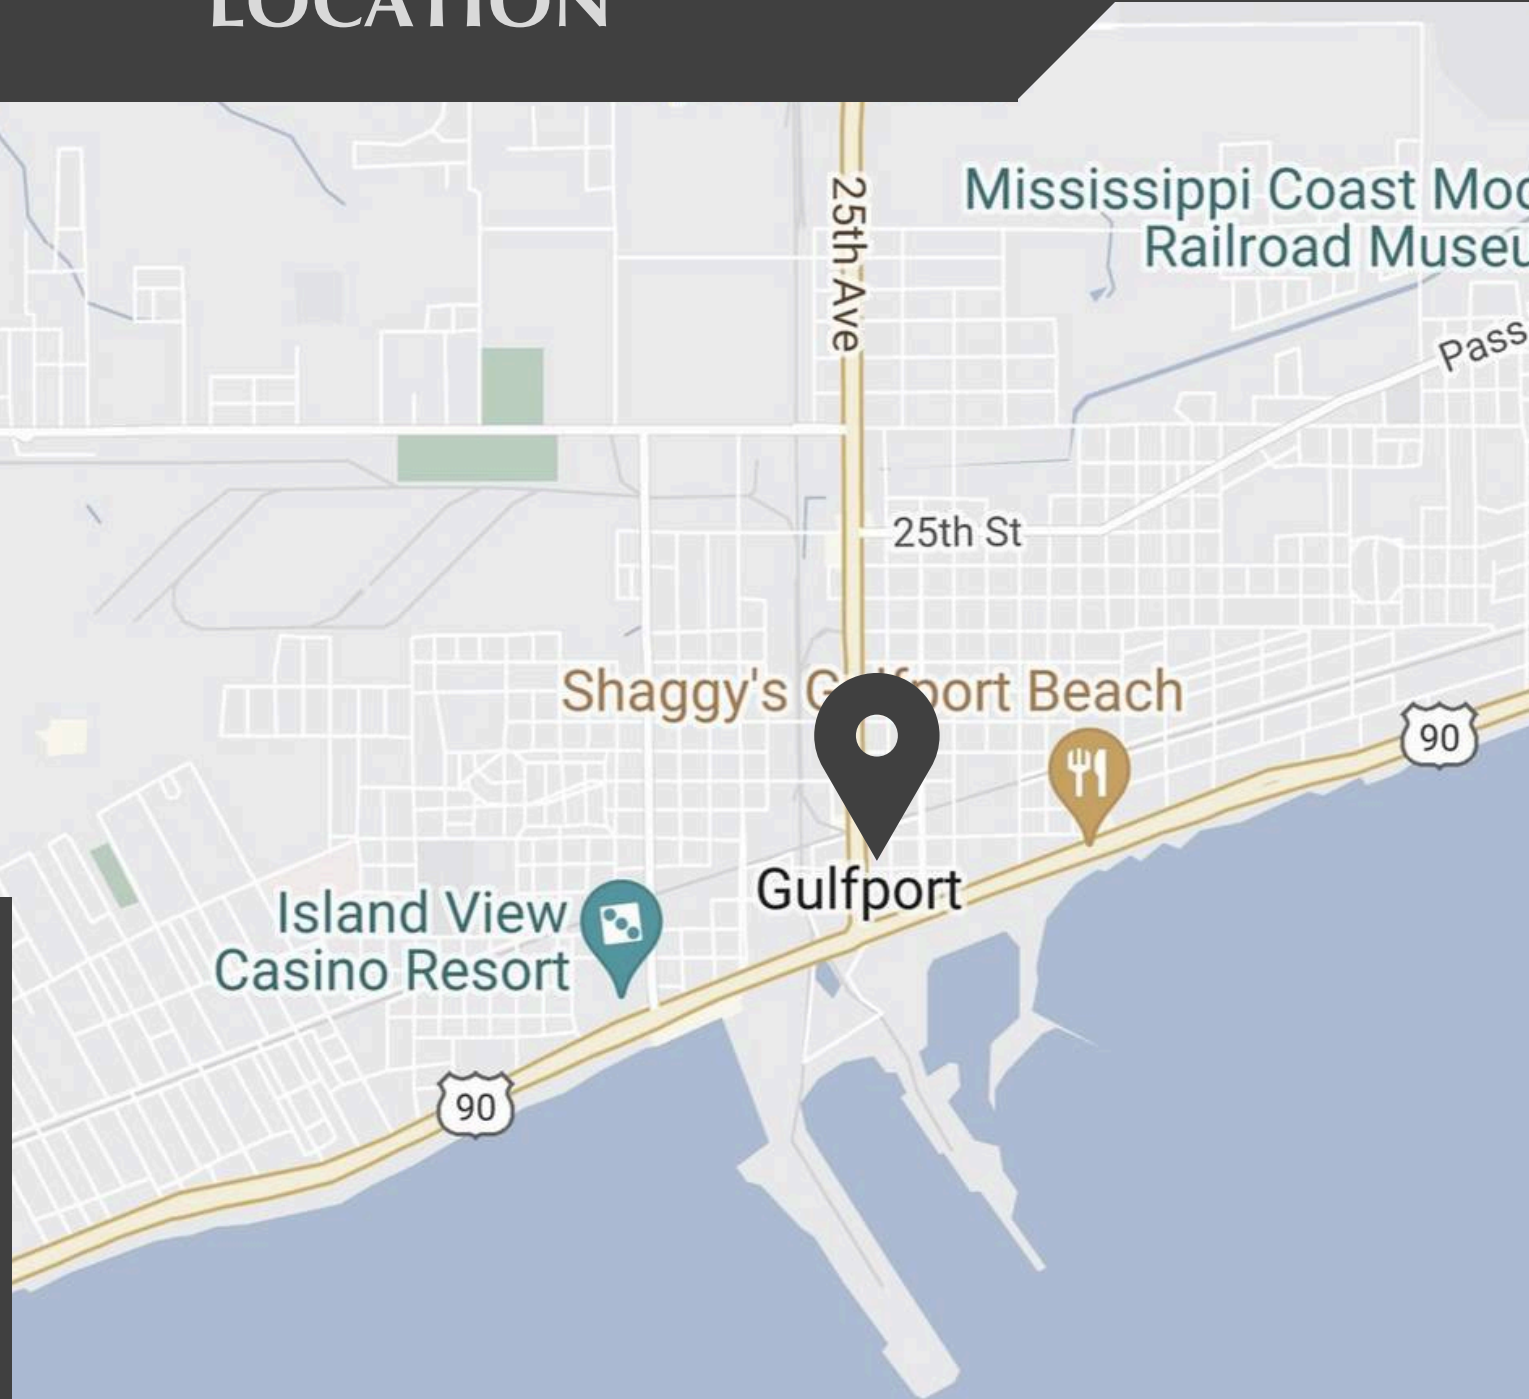 LOCATION
25th Ave
Mississippi Coast Mod
Railroad Museu
Pass
25th St
Shaggy's Gulfport Beach
90
Gulfport
Island View
Casino Resort
90